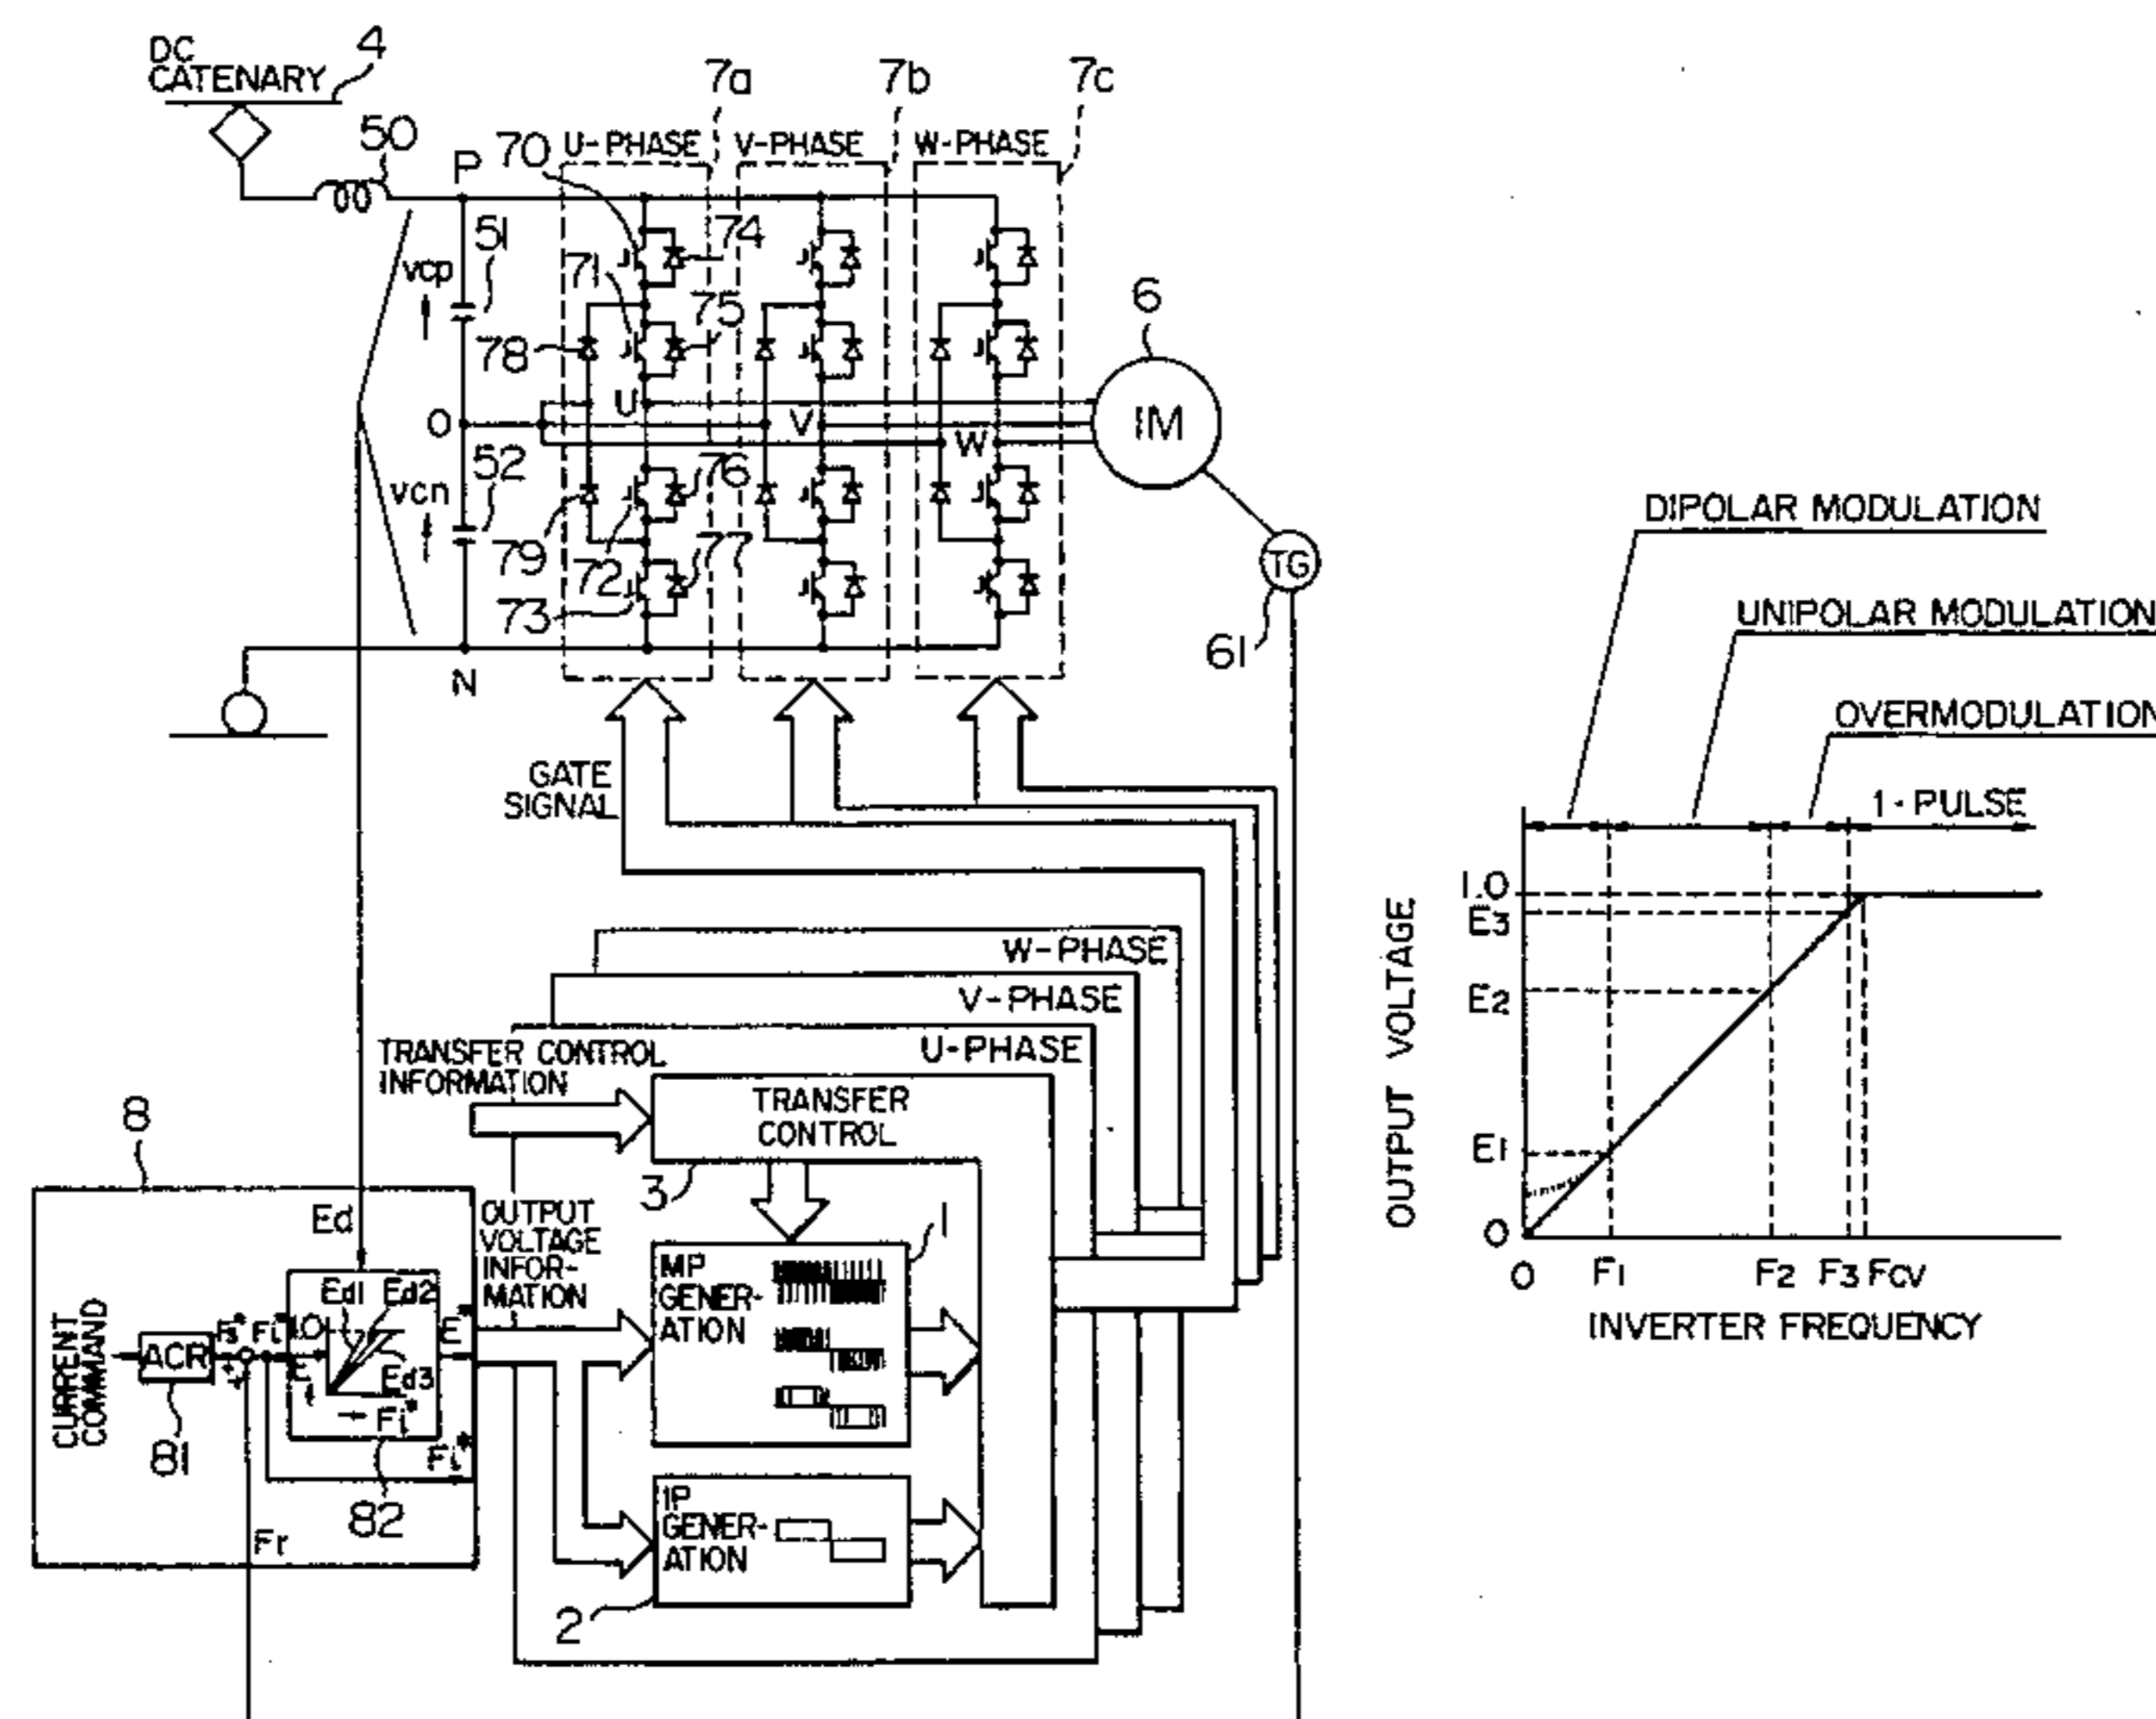 DC
CATENARY
4
50
P
70
U-PHASE
7a
V-PHASE
7b
W-PHASE
7c
51
vcp
71
74
75
78
6
IM
O
U
V
W
52
vcn
79
72
76
77
73
N
TG
61
GATE
SIGNAL
W-PHASE
V-PHASE
U-PHASE
TRANSFER CONTROL
INFORMATION
TRANSFER
CONTROL
3
8
Ed
OUTPUT
VOLTAGE
INFOR-
MATION
MP
GENER-
ATION
1
CURRENT
COMMAND
ACR
81
Fs*
Fi*
1.0
Ed1
Ed2
Ed3
E
Fi*
E*
Fi*
82
Fr
1P
GENER-
ATION
2
DIPOLAR MODULATION
UNIPOLAR MODULATION
OVERMODULATION
1-PULSE
OUTPUT VOLTAGE
1.0
E3
E2
E1
0
0
F1
F2
F3
FCV
INVERTER FREQUENCY